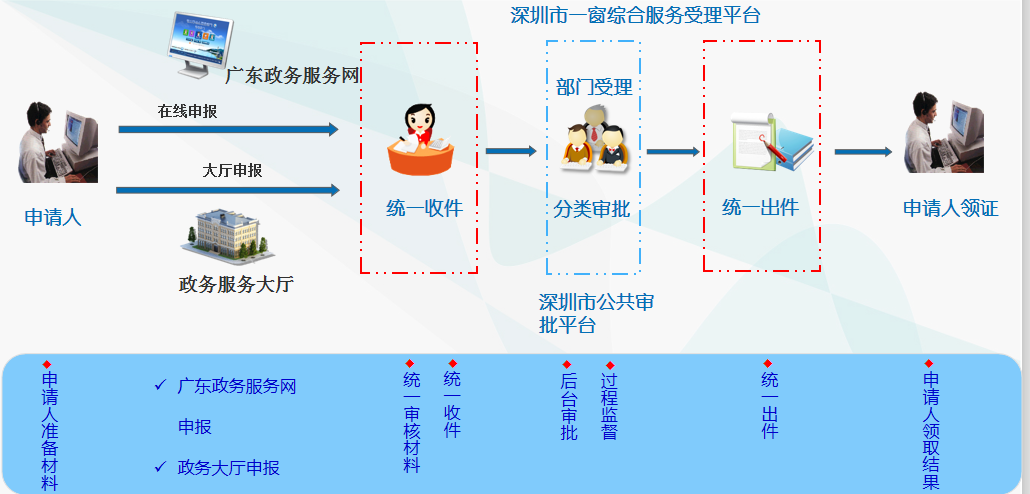 深圳市一窗综合服务受理平台
广东政务服务网
在线申报
大厅申报
申请人
政务服务大厅
统一收件
部门受理
分类审批
深圳市公共审
批平台
统一出件
申请人领证
申请人准备材料
✓ 广东政务服务网
申报
✓ 政务大厅申报
统一审核材料
统一收件
后台审批
过程监督
统一出件
申请人领取结果